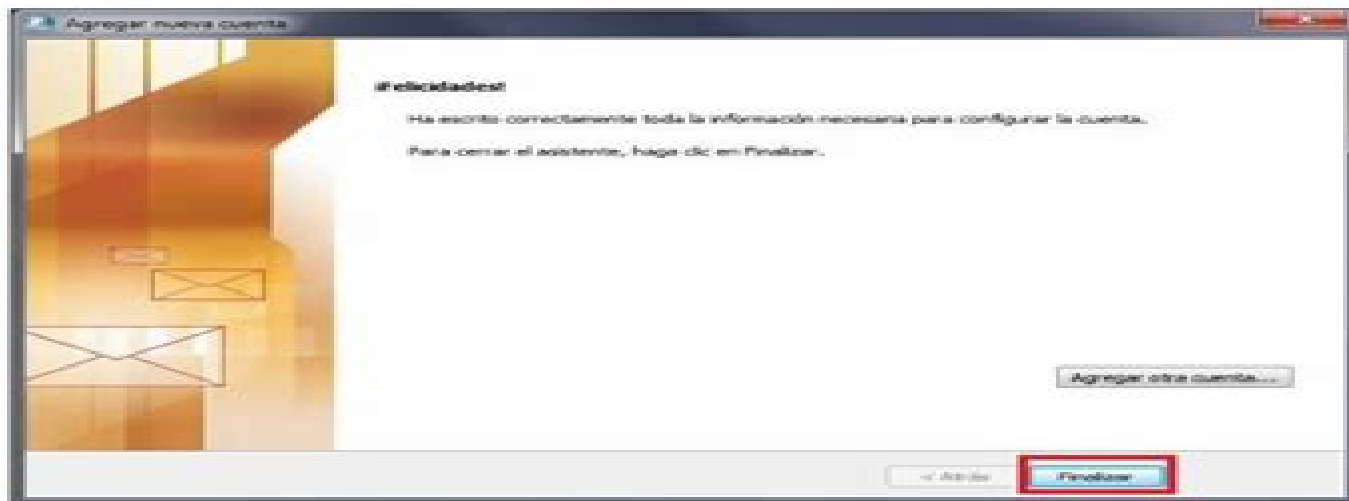 Agregar nueva cuenta
¡Felicidades!
Ha escrito correctamente toda la información necesaria para configurar la cuenta.
Para cerrar el asistente, haga clic en Finalizar.
Agregar otra cuenta...
< Atrás
Finalizar